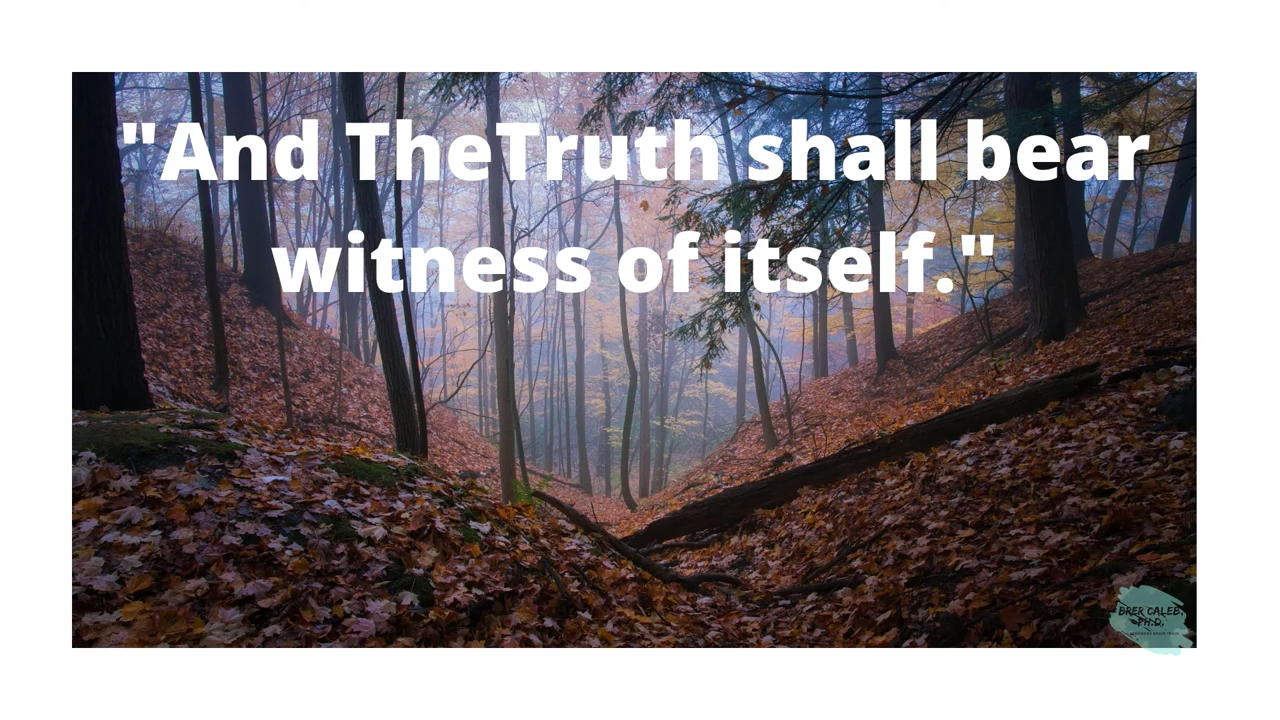 "And TheTruth shall bear
witness of itself."
BRER CALEB,
PH.D.